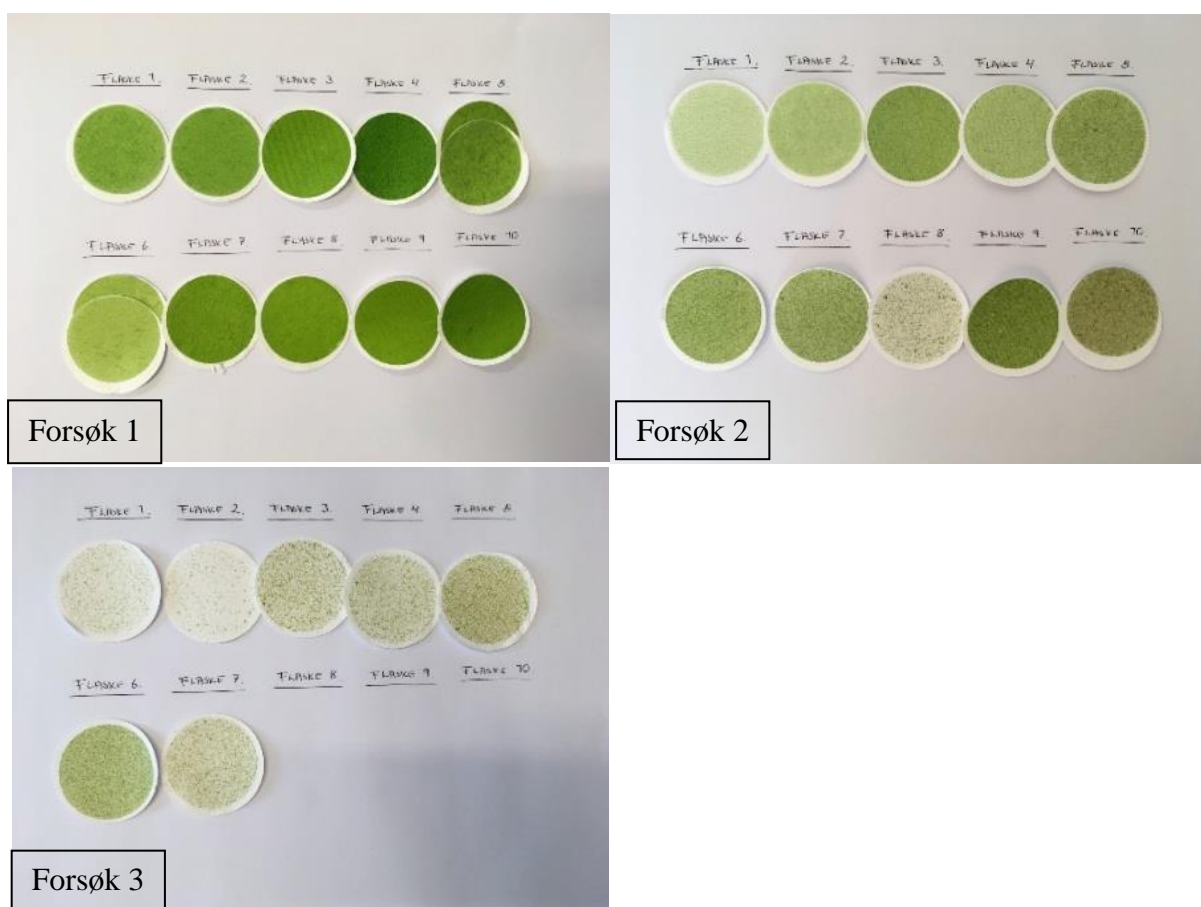 FLASKE 1. FLASKE 2. FLASKE 3 FLASKE 4 FLASKE 5
FLASKE 6 FLASKE 7 FLASKE 8. FLASKE 9 FLASKE 10
Forsøk 1
FLASKE 1. FLASKE 2. FLASKE 3. FLASKE 4 FLASKE 5
FLASKE 6. FLASKE 7. FLASKE 8 FLASKE 9 FLASKE 10.
Forsøk 2
FLASKE 1. FLASKE 2. FLASKE 3. FLASKE 4 FLASKE 5
FLASKE 6. FLASKE 7. FLASKE 8 FLASKE 9 FLASKE 10
Forsøk 3